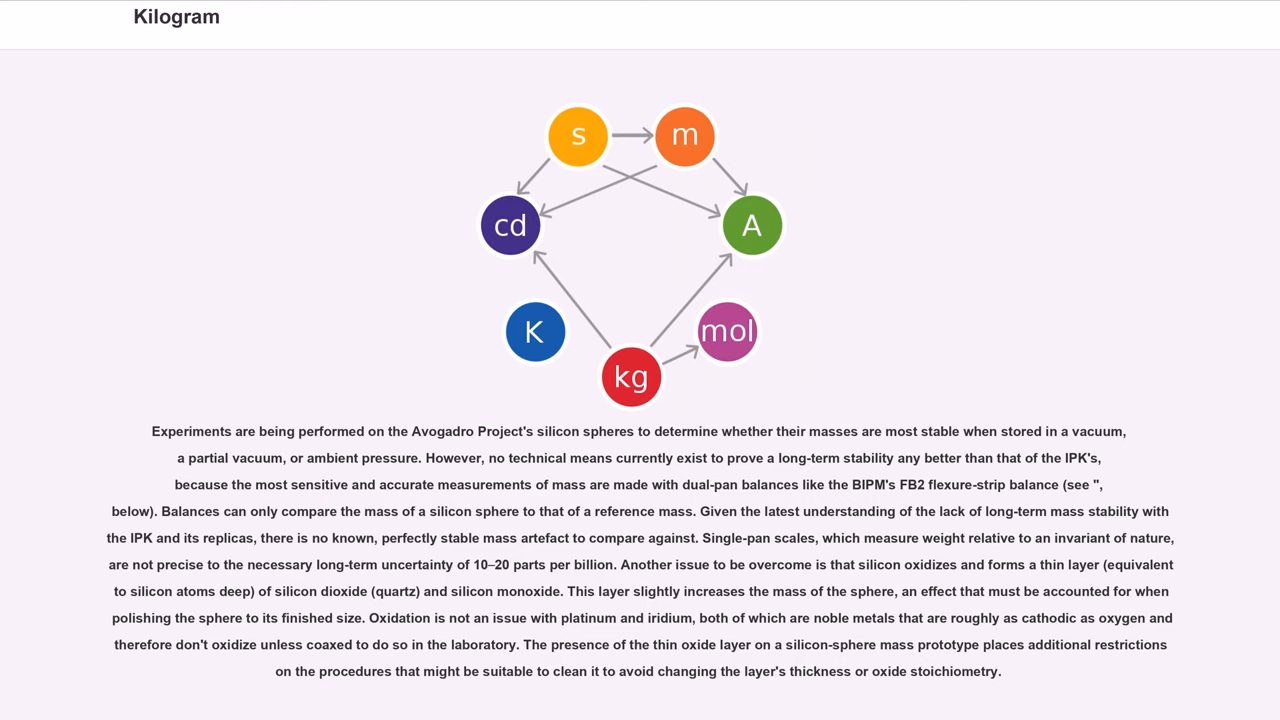 Kilogram
s
m
cd
A
K
mol
kg
Experiments are being performed on the Avogadro Project's silicon spheres to determine whether their masses are most stable when stored in a vacuum,
a partial vacuum, or ambient pressure. However, no technical means currently exist to prove a long-term stability any better than that of the IPK's,
because the most sensitive and accurate measurements of mass are made with dual-pan balances like the BIPM's FB2 flexure-strip balance (see ",
below). Balances can only compare the mass of a silicon sphere to that of a reference mass. Given the latest understanding of the lack of long-term mass stability with
the IPK and its replicas, there is no known, perfectly stable mass artefact to compare against. Single-pan scales, which measure weight relative to an invariant of nature,
are not precise to the necessary long-term uncertainty of 10–20 parts per billion. Another issue to be overcome is that silicon oxidizes and forms a thin layer (equivalent
to silicon atoms deep) of silicon dioxide (quartz) and silicon monoxide. This layer slightly increases the mass of the sphere, an effect that must be accounted for when
polishing the sphere to its finished size. Oxidation is not an issue with platinum and iridium, both of which are noble metals that are roughly as cathodic as oxygen and
therefore don't oxidize unless coaxed to do so in the laboratory. The presence of the thin oxide layer on a silicon-sphere mass prototype places additional restrictions
on the procedures that might be suitable to clean it to avoid changing the layer's thickness or oxide stoichiometry.